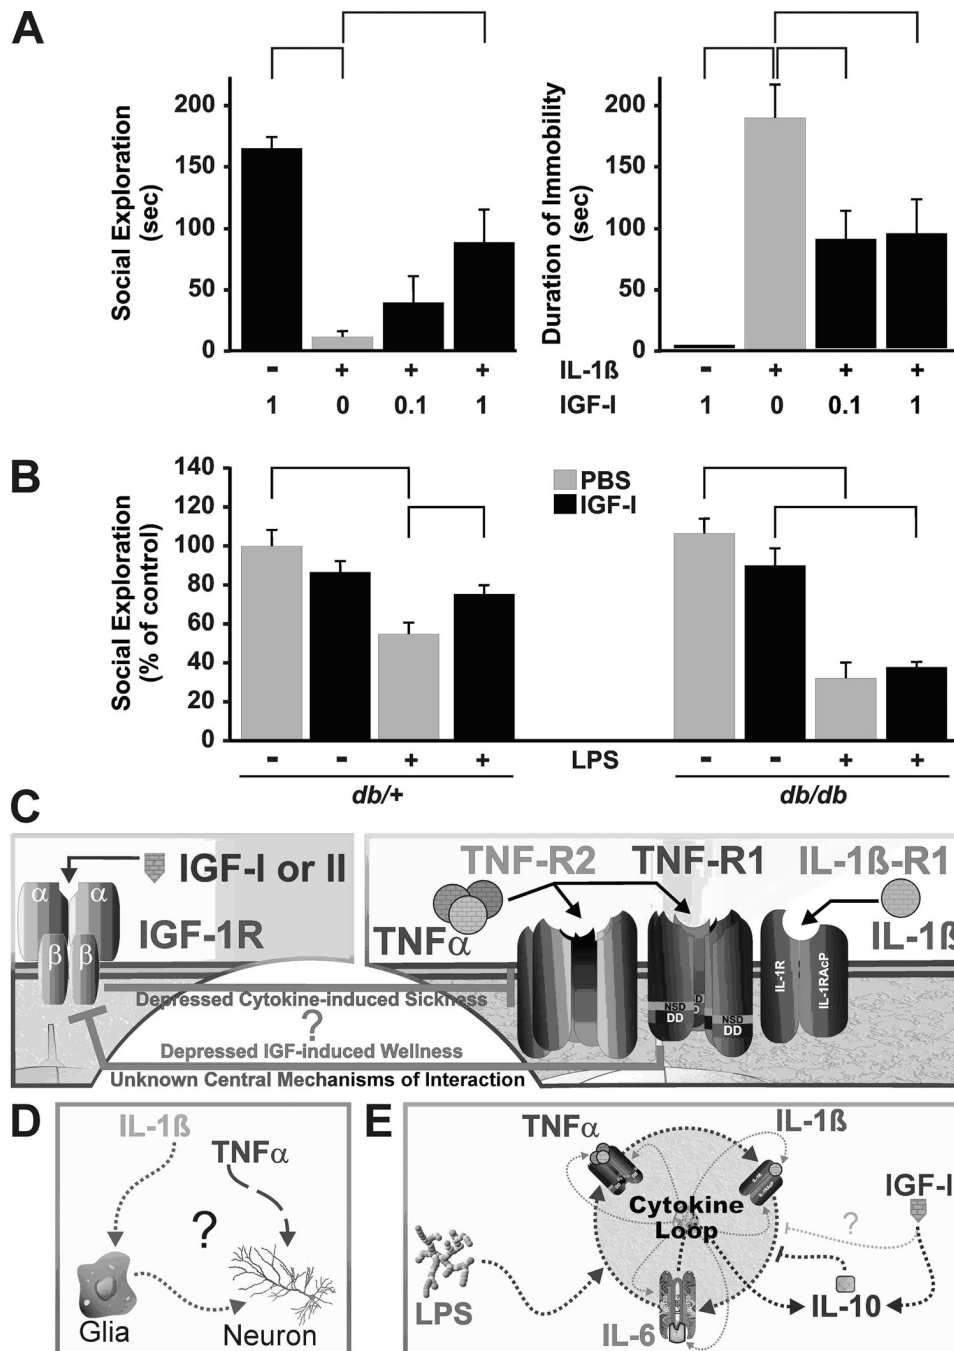 A
Social Exploration
(sec)
200
150
100
50
0
Duration of Immobility
(sec)
200
150
100
50
0
- + + + IL-1ß - + + +
1 0 0.1 1 IGF-I 1 0 0.1 1
B
Social Exploration
(% of control)
140
120
100
80
60
40
20
0
PBS
IGF-I
- - + + LPS - - + +
db/+ db/db
C
IGF-I or II
α α
IGF-1R
β β
TNF-R2 TNF-R1 IL-1ß-R1
TNFα
IL-1ß
IL-1R
IL-1RAcP
NSD
DD
NSD
DD
SD
D
Depressed Cytokine-induced Sickness
?
Depressed IGF-induced Wellness
Unknown Central Mechanisms of Interaction
D
IL-1ß
TNFα
?
Glia
Neuron
E
TNFα
IL-1ß
IGF-I
Cytokine
Loop
?
LPS
IL-10
IL-6